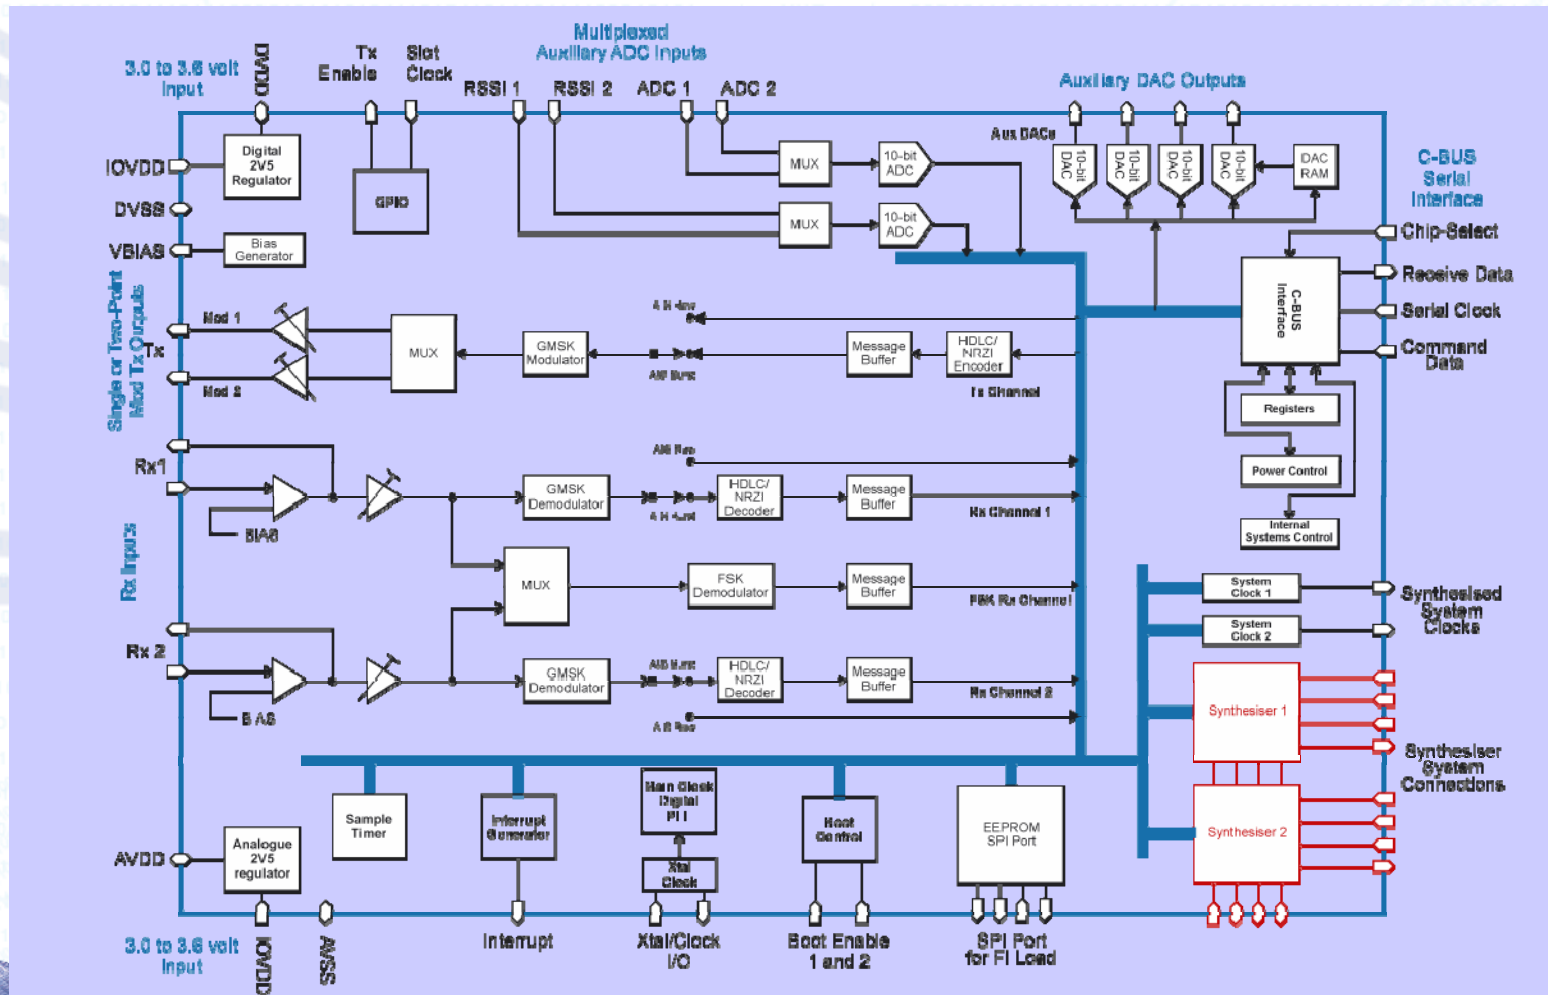 Multiplexed
Auxiliary ADC Inputs
3.0 to 3.6 volt
Input
DVDD
Tx
Enable
Slot
Clock
RSSI 1
RSSI 2
ADC 1
ADC 2
Auxiliary DAC Outputs
Aux DACs
IOVDD
Digital
2V5
Regulator
DVSS
VBIAS
Bias
Generator
GPIO
MUX
10-bit
ADC
MUX
10-bit
ADC
10-bit
DAC
10-bit
DAC
10-bit
DAC
10-bit
DAC
DAC
RAM
C-BUS
Serial
Interface
Chip-Select
Receive Data
Serial Clock
Command
Data
C-BUS
Interface
Registers
Power Control
Internal
Systems Control
Single or Two-Point
Mod Tx Outputs
Tx
Mod 1
Mod 2
MUX
GMSK
Modulator
AIS Burst
Message
Buffer
HDLC/
NRZI
Encoder
Tx Channel
Rx Inputs
Rx1
BIAS
GMSK
Demodulator
AIS Raw
HDLC/
NRZI
Decoder
Message
Buffer
Rx Channel 1
MUX
FSK
Demodulator
Message
Buffer
FSK Rx Channel
Rx 2
BIAS
GMSK
Demodulator
AIS Burst
HDLC/
NRZI
Decoder
Message
Buffer
Rx Channel 2
System
Clock 1
System
Clock 2
Synthesised
System
Clocks
Synthesiser 1
Synthesiser 2
Synthesiser
System
Connections
Sample
Timer
Interrupt
Generator
Main Clock
Digital
PLL
Xtal
Clock
Boot
Control
EEPROM
SPI Port
AVDD
Analogue
2V5
regulator
3.0 to 3.6 volt
Input
IOVDD
AVSS
Interrupt
Xtal/Clock
I/O
Boot Enable
1 and 2
SPI Port
for FI Load